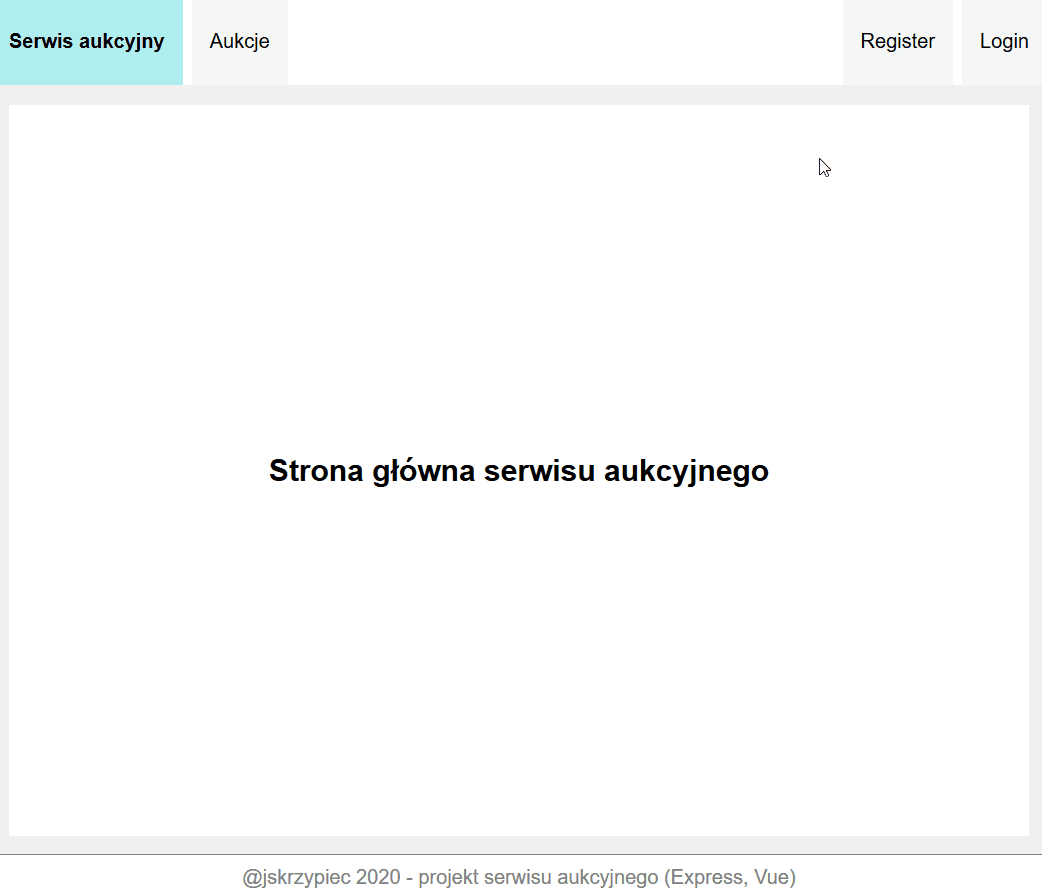 Serwis aukcyjny Aukcje Register Login
Strona główna serwisu aukcyjnego
@jskrzypiec 2020 - projekt serwisu aukcyjnego (Express, Vue)